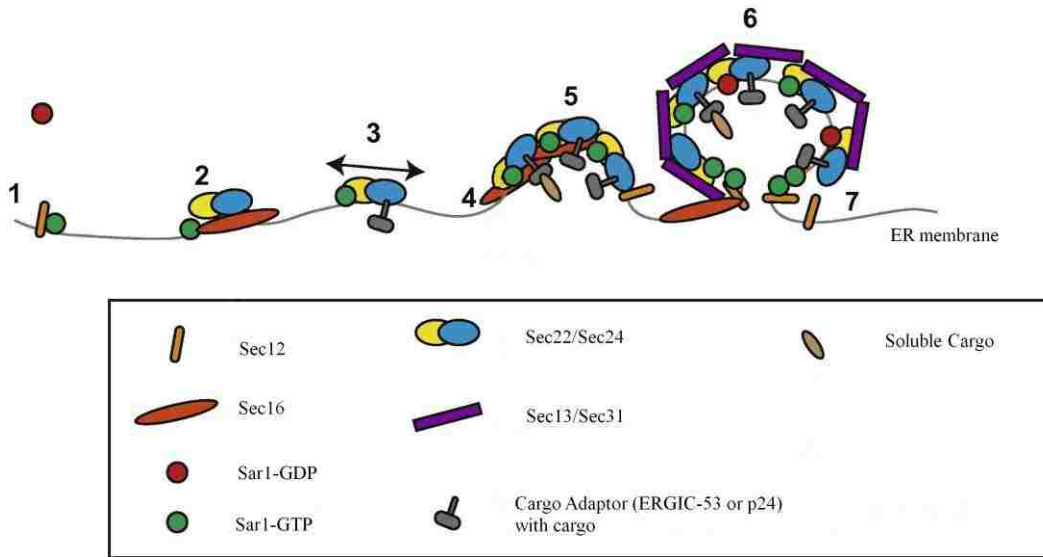 1
2
3
4
5
6
7
ER membrane
Sec12
Sec16
Sar1-GDP
Sar1-GTP
Sec22/Sec24
Sec13/Sec31
Cargo Adaptor (ERGIC-53 or p24)
with cargo
Soluble Cargo